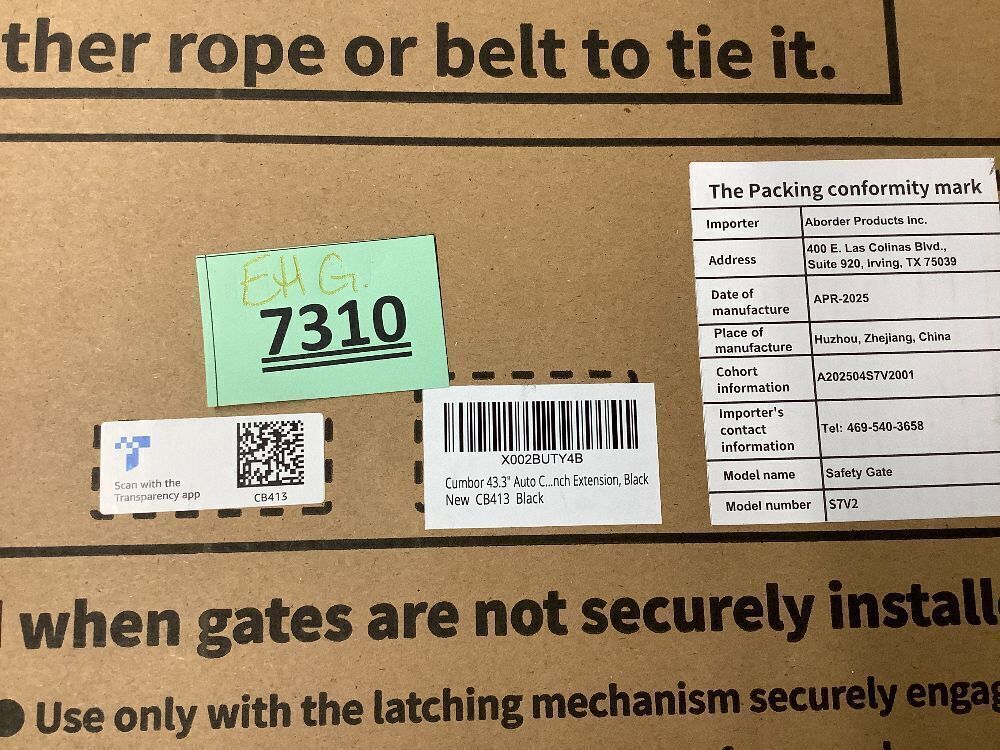 ther rope or belt to tie it.
EHG.
7310
The Packing conformity mark
Importer Aborder Products Inc.
Address 400 E. Las Colinas Blvd.,
Suite 920, Irving, TX 75039
Date of
manufacture APR-2025
Place of
manufacture Huzhou, Zhejiang, China
Cohort
information A202504S7V2001
Importer's
contact
information Tel: 469-540-3658
Model name Safety Gate
Model number S7V2
Scan with the
Transparency app
CB413
X002BUTY4B
Cumbor 43.3" Auto C...nch Extension, Black
New CB413 Black
when gates are not securely install
● Use only with the latching mechanism securely engag